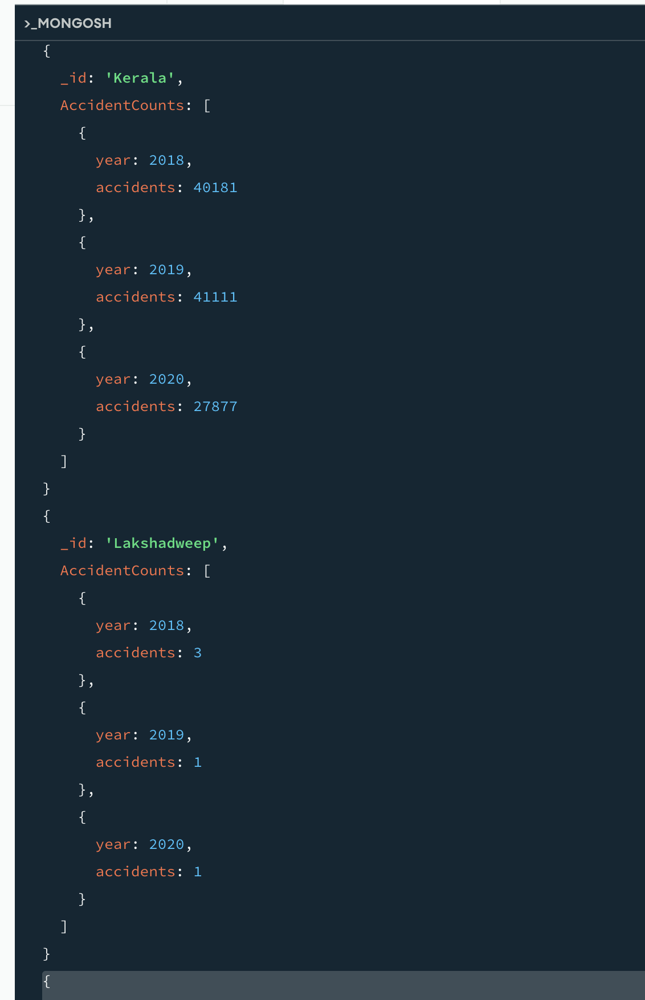 >_MONGOSH
{
  _id: 'Kerala',
  AccidentCounts: [
    {
      year: 2018,
      accidents: 40181
    },
    {
      year: 2019,
      accidents: 41111
    },
    {
      year: 2020,
      accidents: 27877
    }
  ]
}
{
  _id: 'Lakshadweep',
  AccidentCounts: [
    {
      year: 2018,
      accidents: 3
    },
    {
      year: 2019,
      accidents: 1
    },
    {
      year: 2020,
      accidents: 1
    }
  ]
}
{